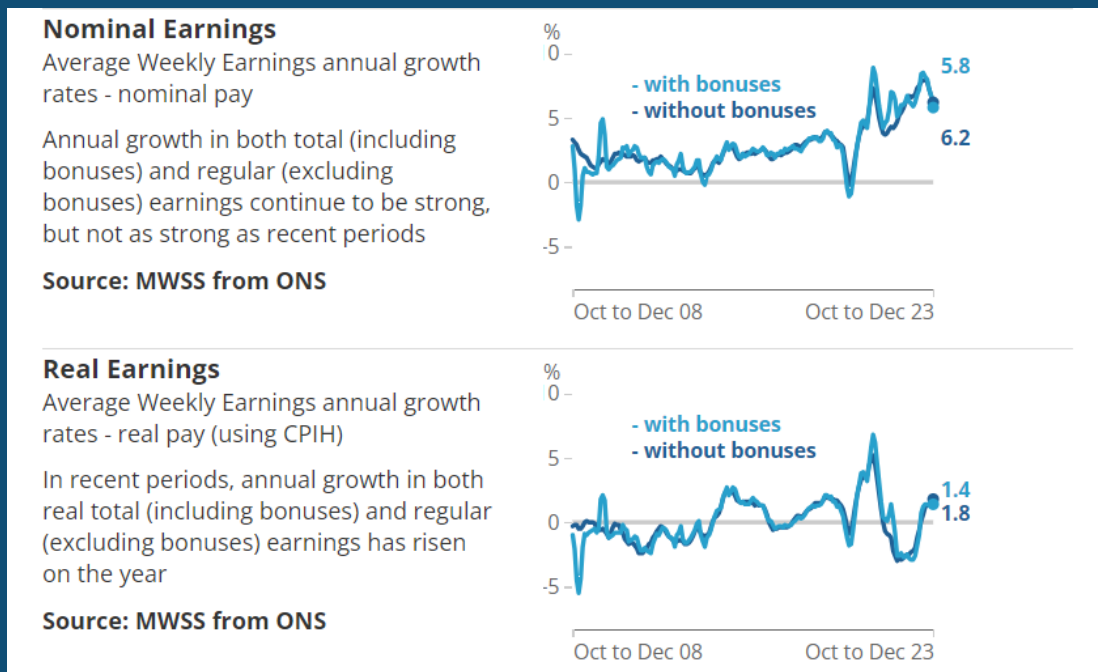 Nominal Earnings
Average Weekly Earnings annual growth
rates - nominal pay
Annual growth in both total (including
bonuses) and regular (excluding
bonuses) earnings continue to be strong,
but not as strong as recent periods
Source: MWSS from ONS
%
0
5
0
-5
- with bonuses
- without bonuses
5.8
6.2
Oct to Dec 08
Oct to Dec 23
Real Earnings
Average Weekly Earnings annual growth
rates - real pay (using CPIH)
In recent periods, annual growth in both
real total (including bonuses) and regular
(excluding bonuses) earnings has risen
on the year
Source: MWSS from ONS
%
0
5
0
-5
- with bonuses
- without bonuses
1.4
1.8
Oct to Dec 08
Oct to Dec 23